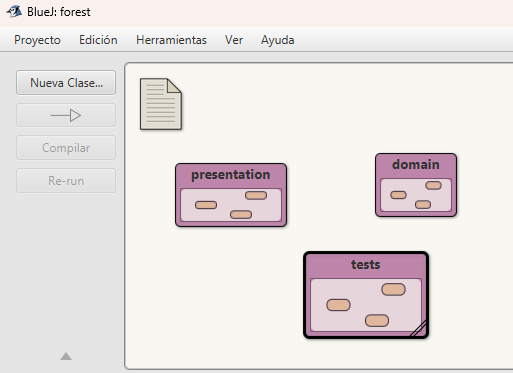 BlueJ: forest
Proyecto Edición Herramientas Ver Ayuda
Nueva Clase...
Compilar
Re-run
presentation
domain
tests